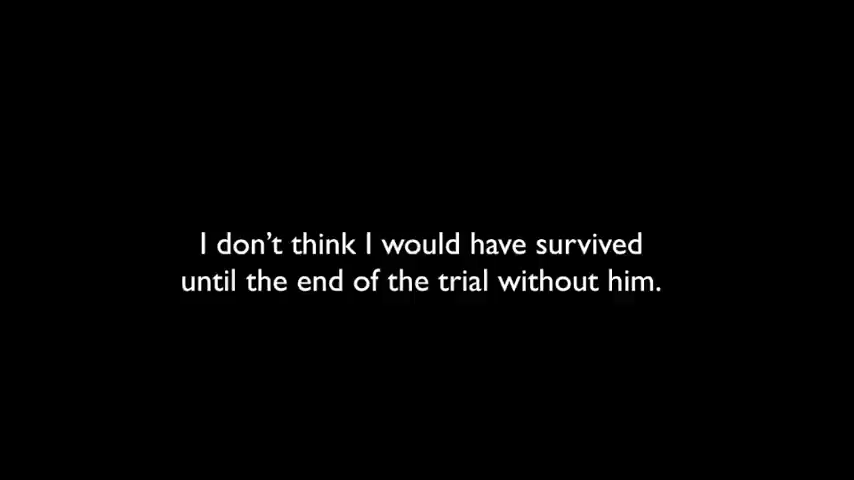 I don’t think I would have survived
until the end of the trial without him.